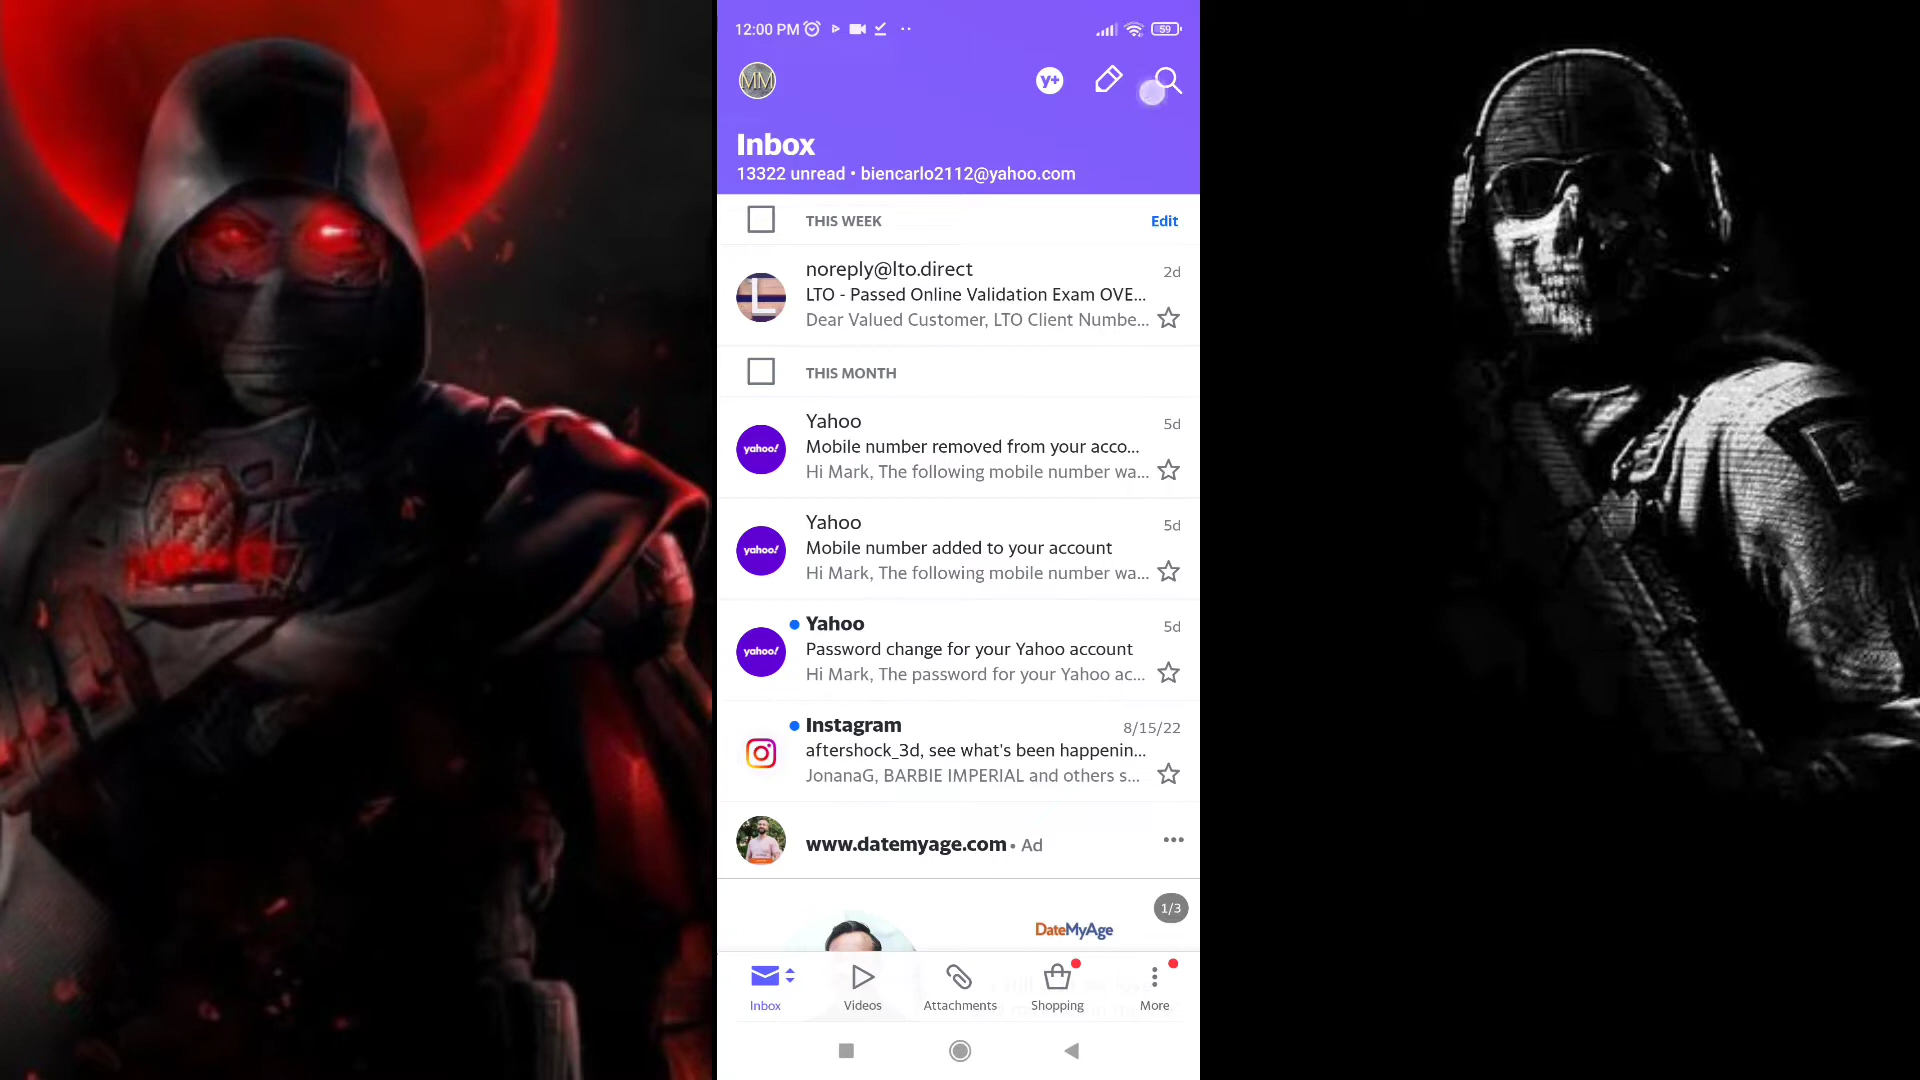 12:00 PM
59
MM
y+
Inbox
13322 unread • biencarlo2112@yahoo.com
THIS WEEK
Edit
L
noreply@lto.direct
2d
LTO - Passed Online Validation Exam OVE...
Dear Valued Customer, LTO Client Numbe...
THIS MONTH
yahoo!
Yahoo
5d
Mobile number removed from your acco...
Hi Mark, The following mobile number wa...
yahoo!
Yahoo
5d
Mobile number added to your account
Hi Mark, The following mobile number wa...
yahoo!
Yahoo
5d
Password change for your Yahoo account
Hi Mark, The password for your Yahoo ac...
Instagram
8/15/22
aftershock_3d, see what's been happenin...
JonanaG, BARBIE IMPERIAL and others s...
www.datemyage.com • Ad
1/3
DateMyAge
Inbox
Videos
Attachments
Shopping
More